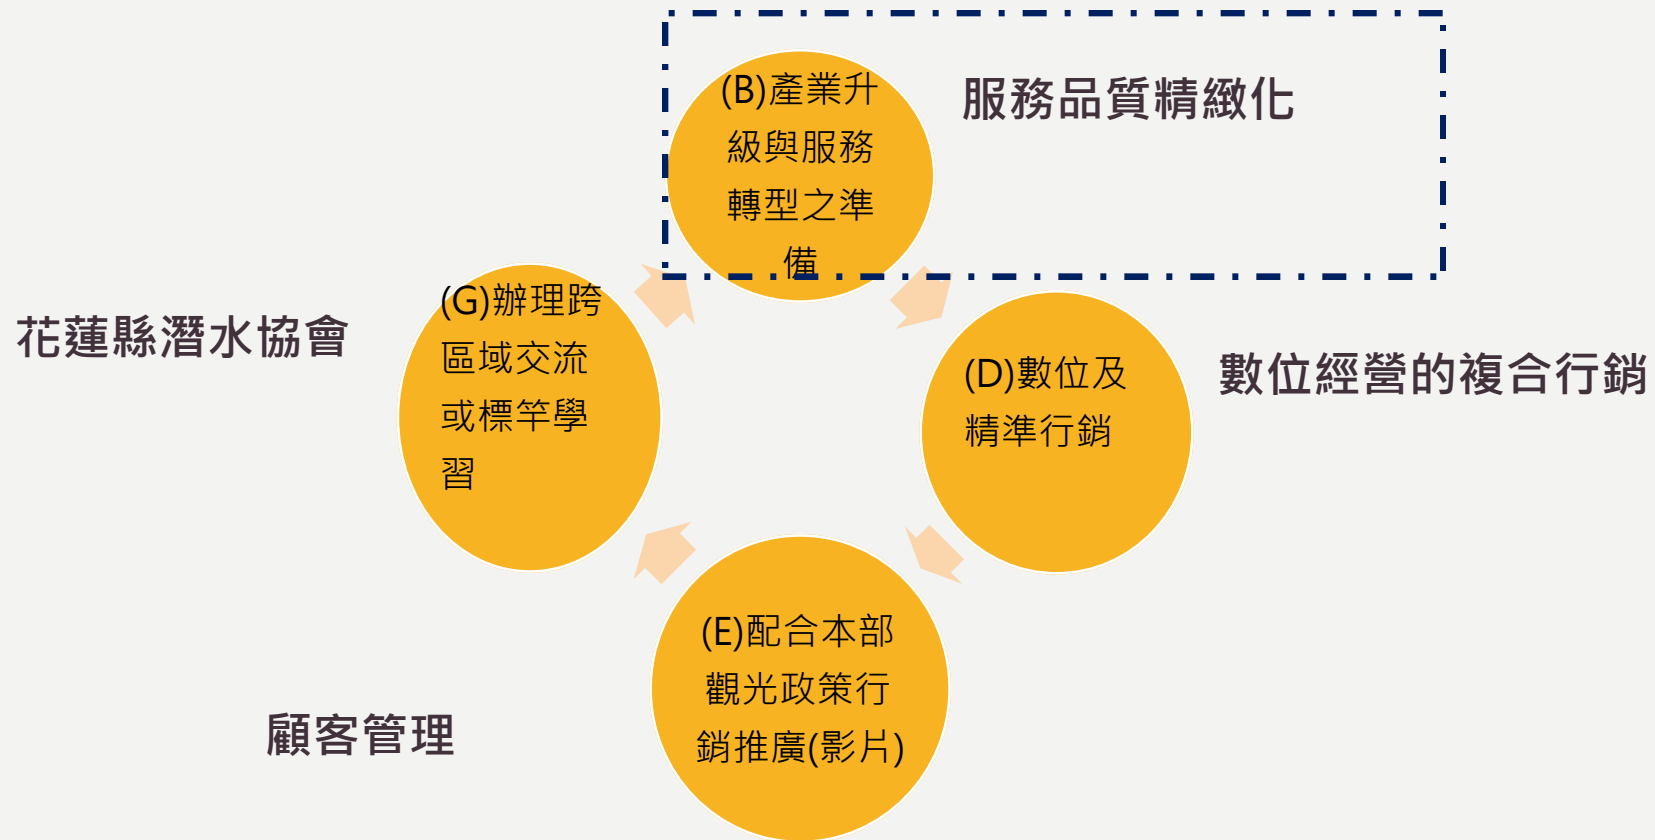 (B)產業升
級與服務
轉型之準
備
服務品質精緻化
(G)辦理跨
區域交流
或標竿學
習
花蓮縣潛水協會
(D)數位及
精準行銷
數位經營的複合行銷
(E)配合本部
觀光政策行
銷推廣(影片)
顧客管理